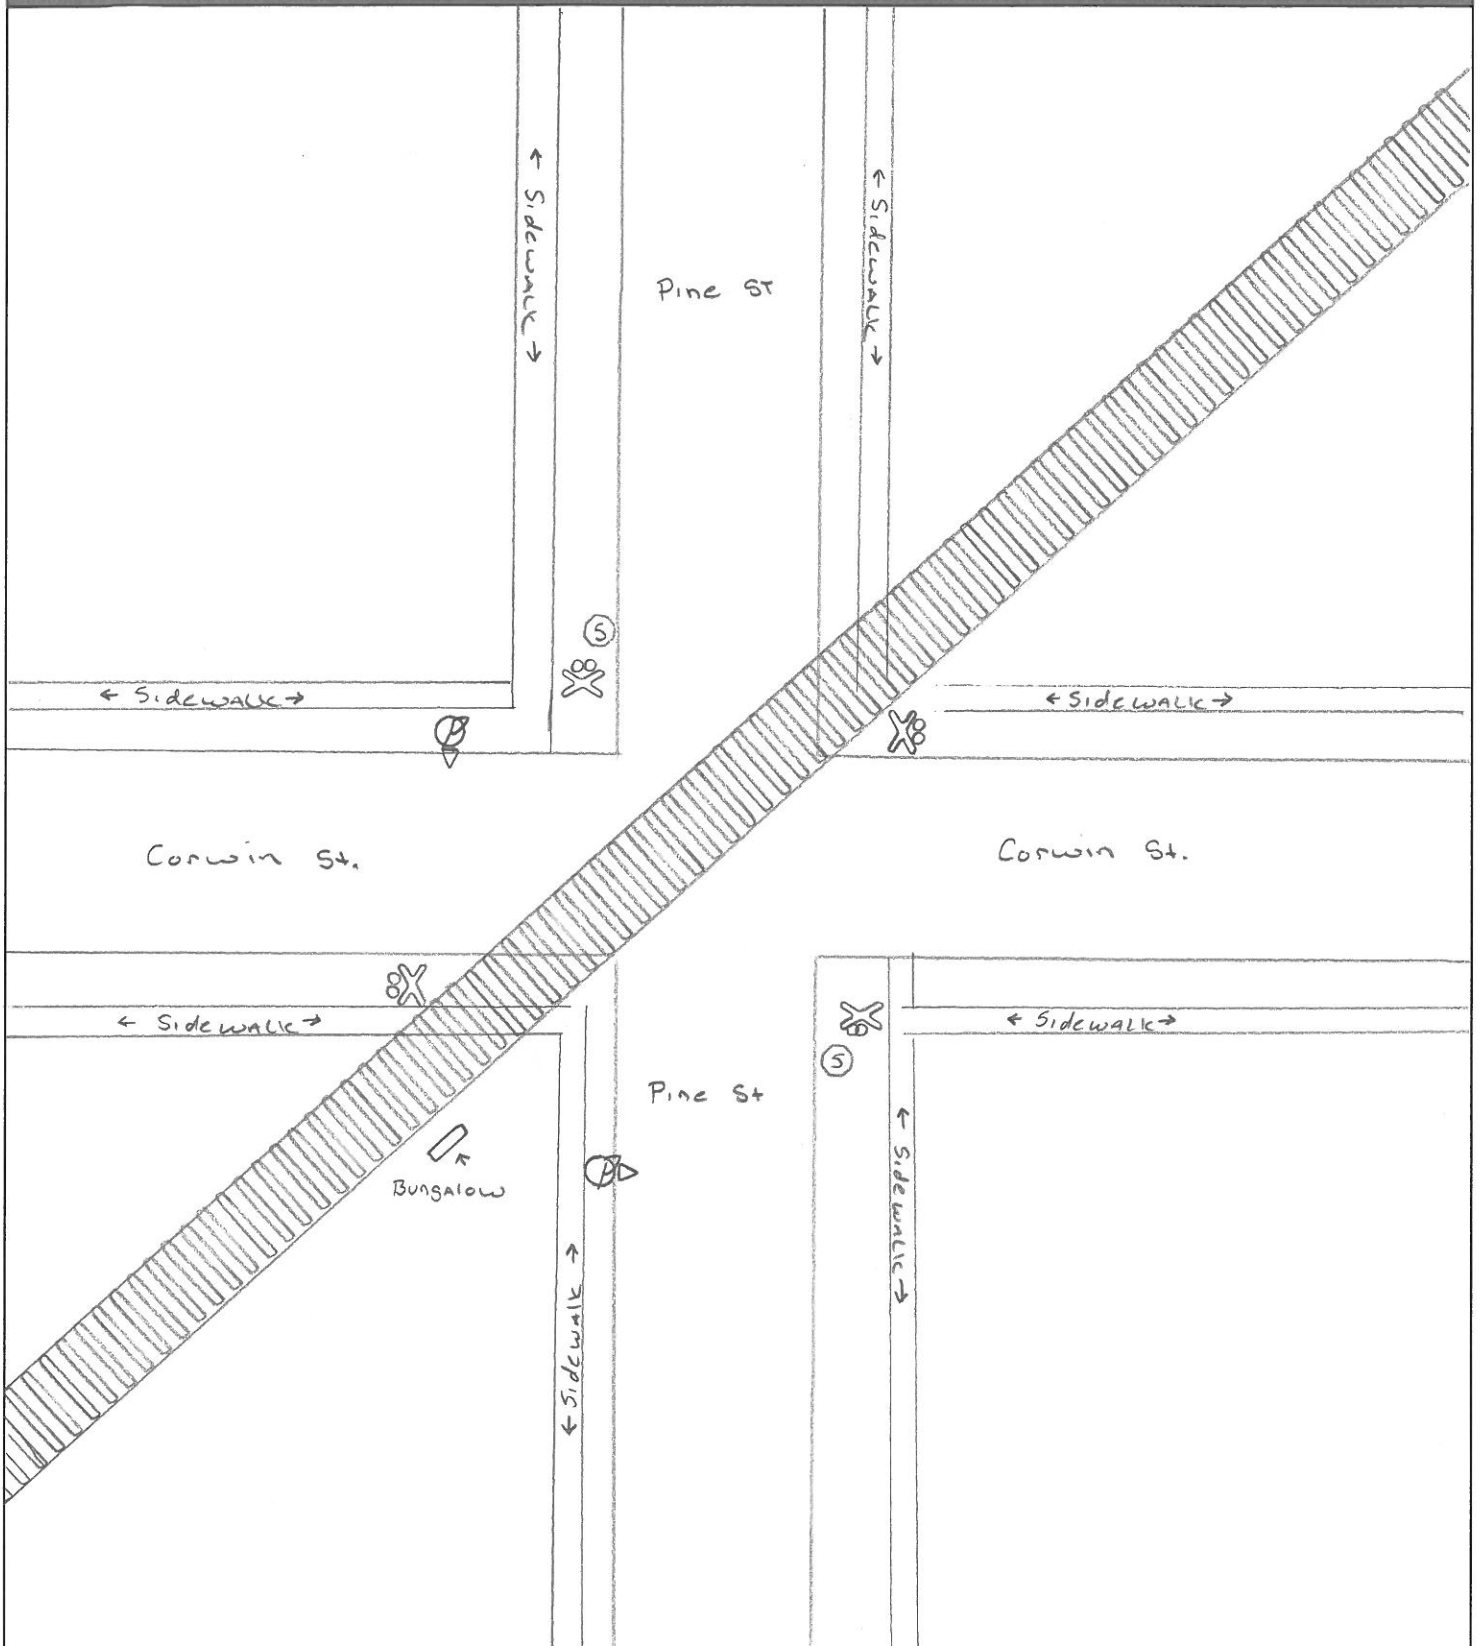 ← Sidewalk →
← Sidewalk →
Pine ST
S
← Sidewalk →
← Sidewalk →
P
Corwin St.
Corwin St.
← Sidewalk →
← Sidewalk →
S
Pine St
P
Bungalow
← Sidewalk →
← Sidewalk →